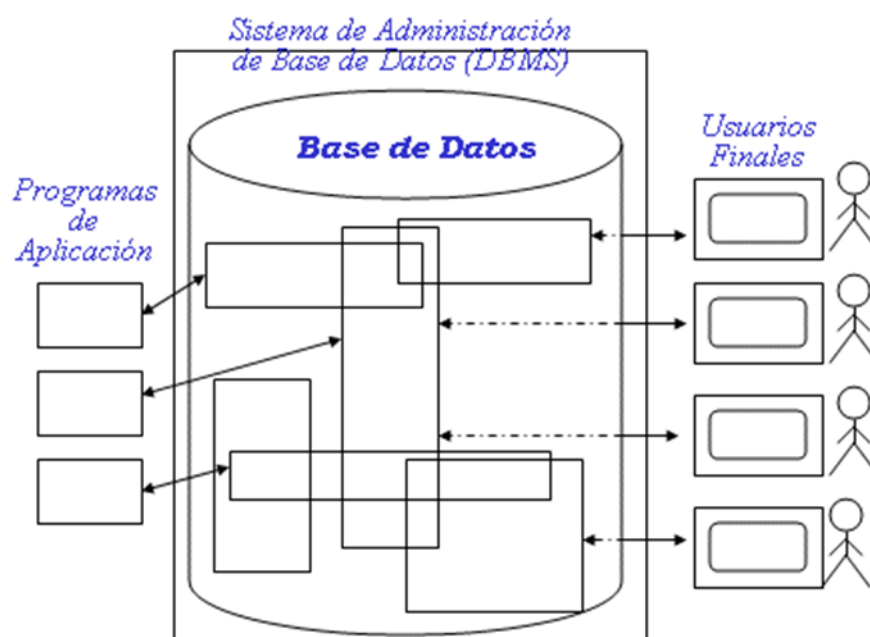 Sistema de Administración
de Base de Datos (DBMS)
Base de Datos
Usuarios
Finales
Programas
de
Aplicación